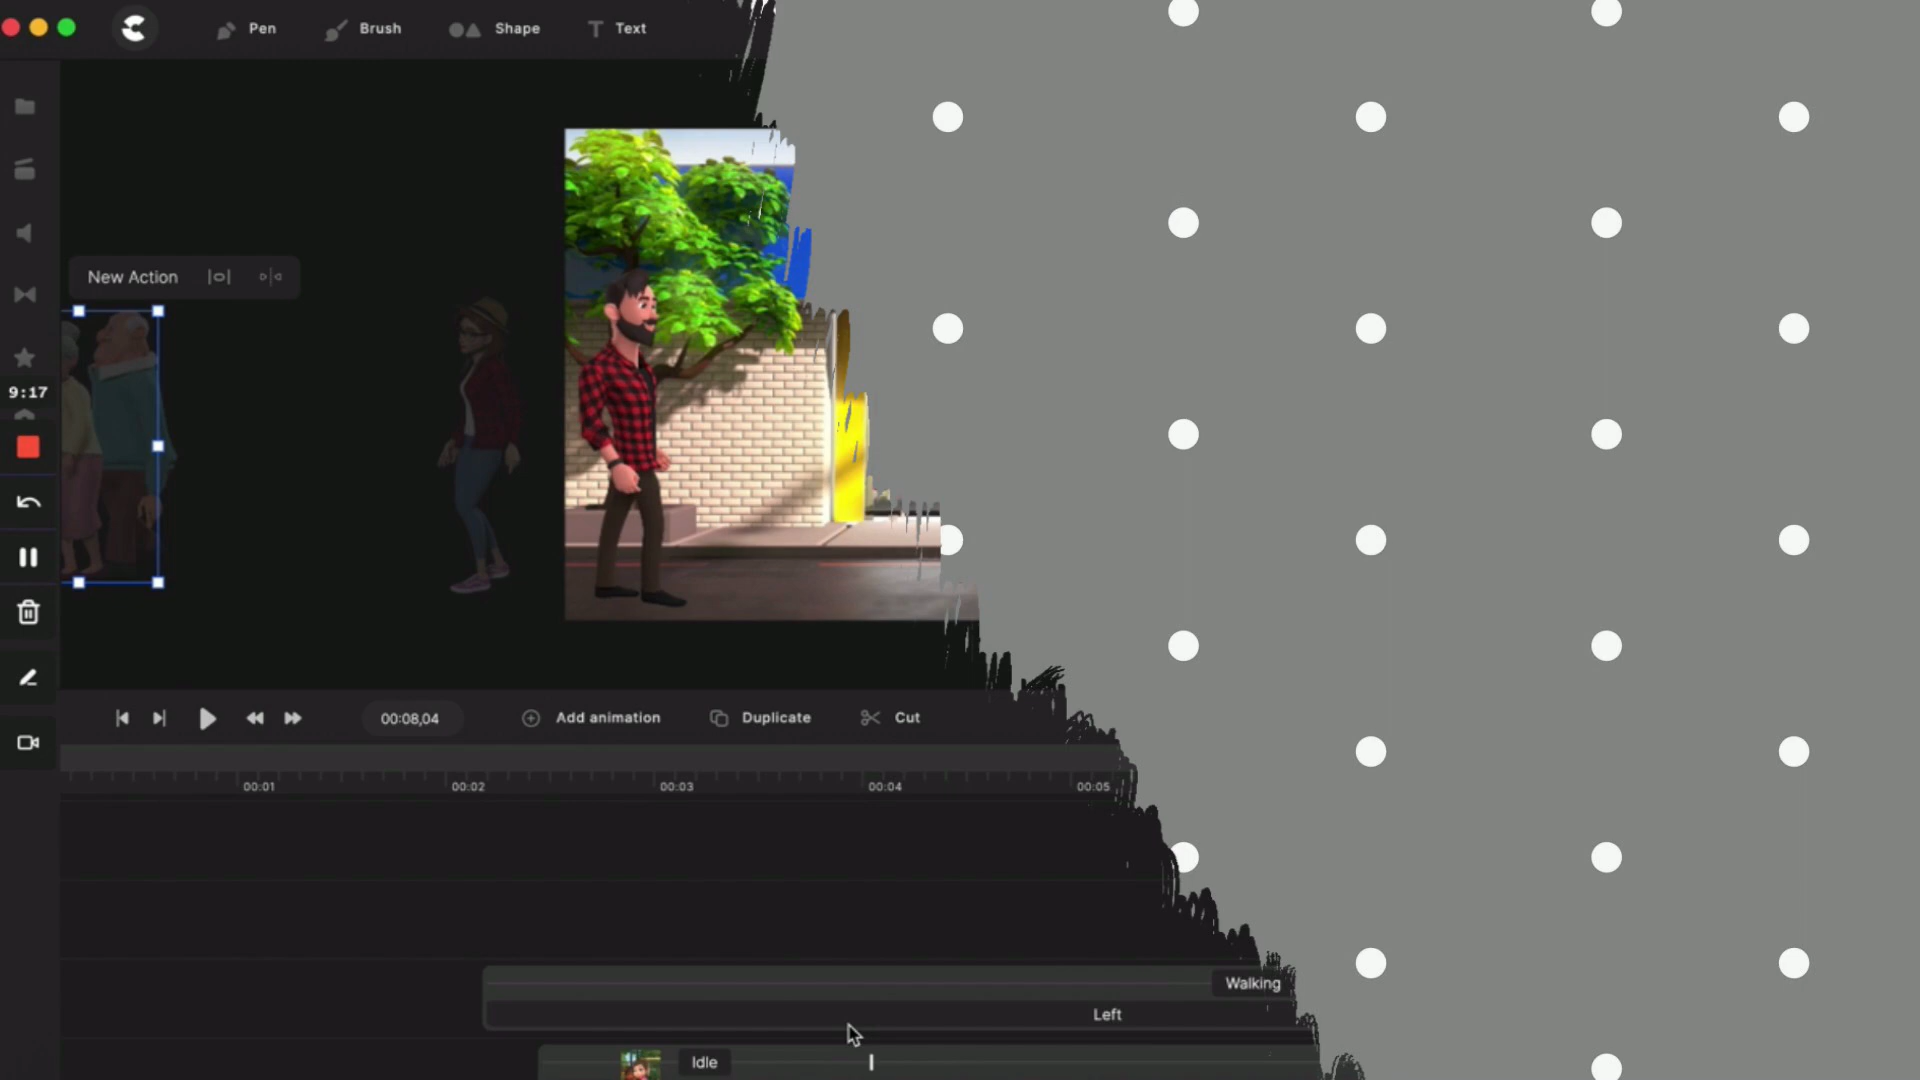 Pen Brush Shape Text
New Action
9:17
00:08,04 Add animation Duplicate Cut
00:01 00:02 00:03 00:04 00:05
Walking
Left
Idle